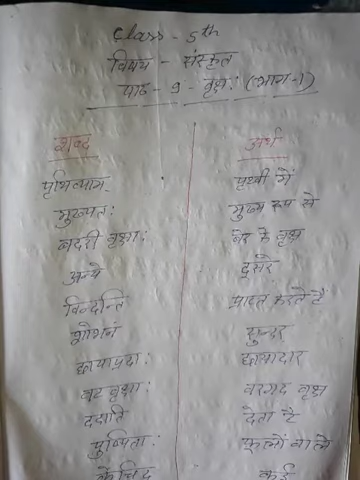 Class - 5th
विषय - संस्कृत
पाठ - 9 - वृक्ष: (भाग-1)
शब्द अर्थ
पृथिव्याम् पृथ्वी में
मुख्यत: मुख्य रूप से
बदरी वृक्षा: बेर के वृक्ष
अन्ये दूसरे
विन्दन्ति प्राप्त करते हैं
शोभनं सुन्दर
छायाप्रदा: छायादार
वट वृक्षा: बरगद वृक्ष
ददाति देता है
पुष्पिता: फूलों वाले
केचिद कई